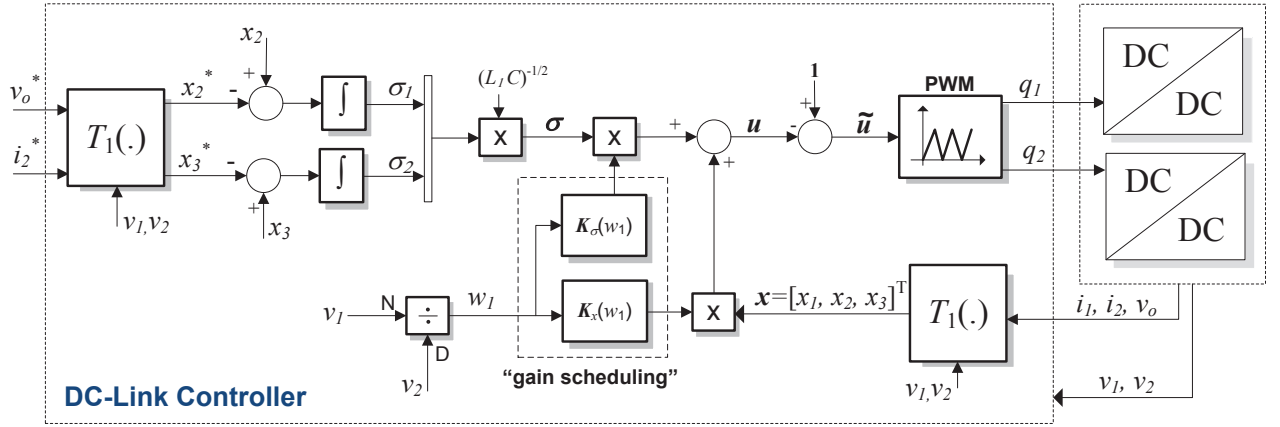 x2
+
vo*
i2*
T1(.)
v1,v2
x2*
-
x3*
-
+
x3
∫
σ1
∫
σ2
(L1 C)-1/2
X
σ
X
+
+
u
1
+
-
ũ
PWM
q1
q2
DC
DC
DC
DC
Kσ(w1)
Kx(w1)
"gain scheduling"
v1
N
÷
D
v2
w1
X
x=[x1, x2, x3]T
T1(.)
v1,v2
i1, i2, vo
v1, v2
DC-Link Controller